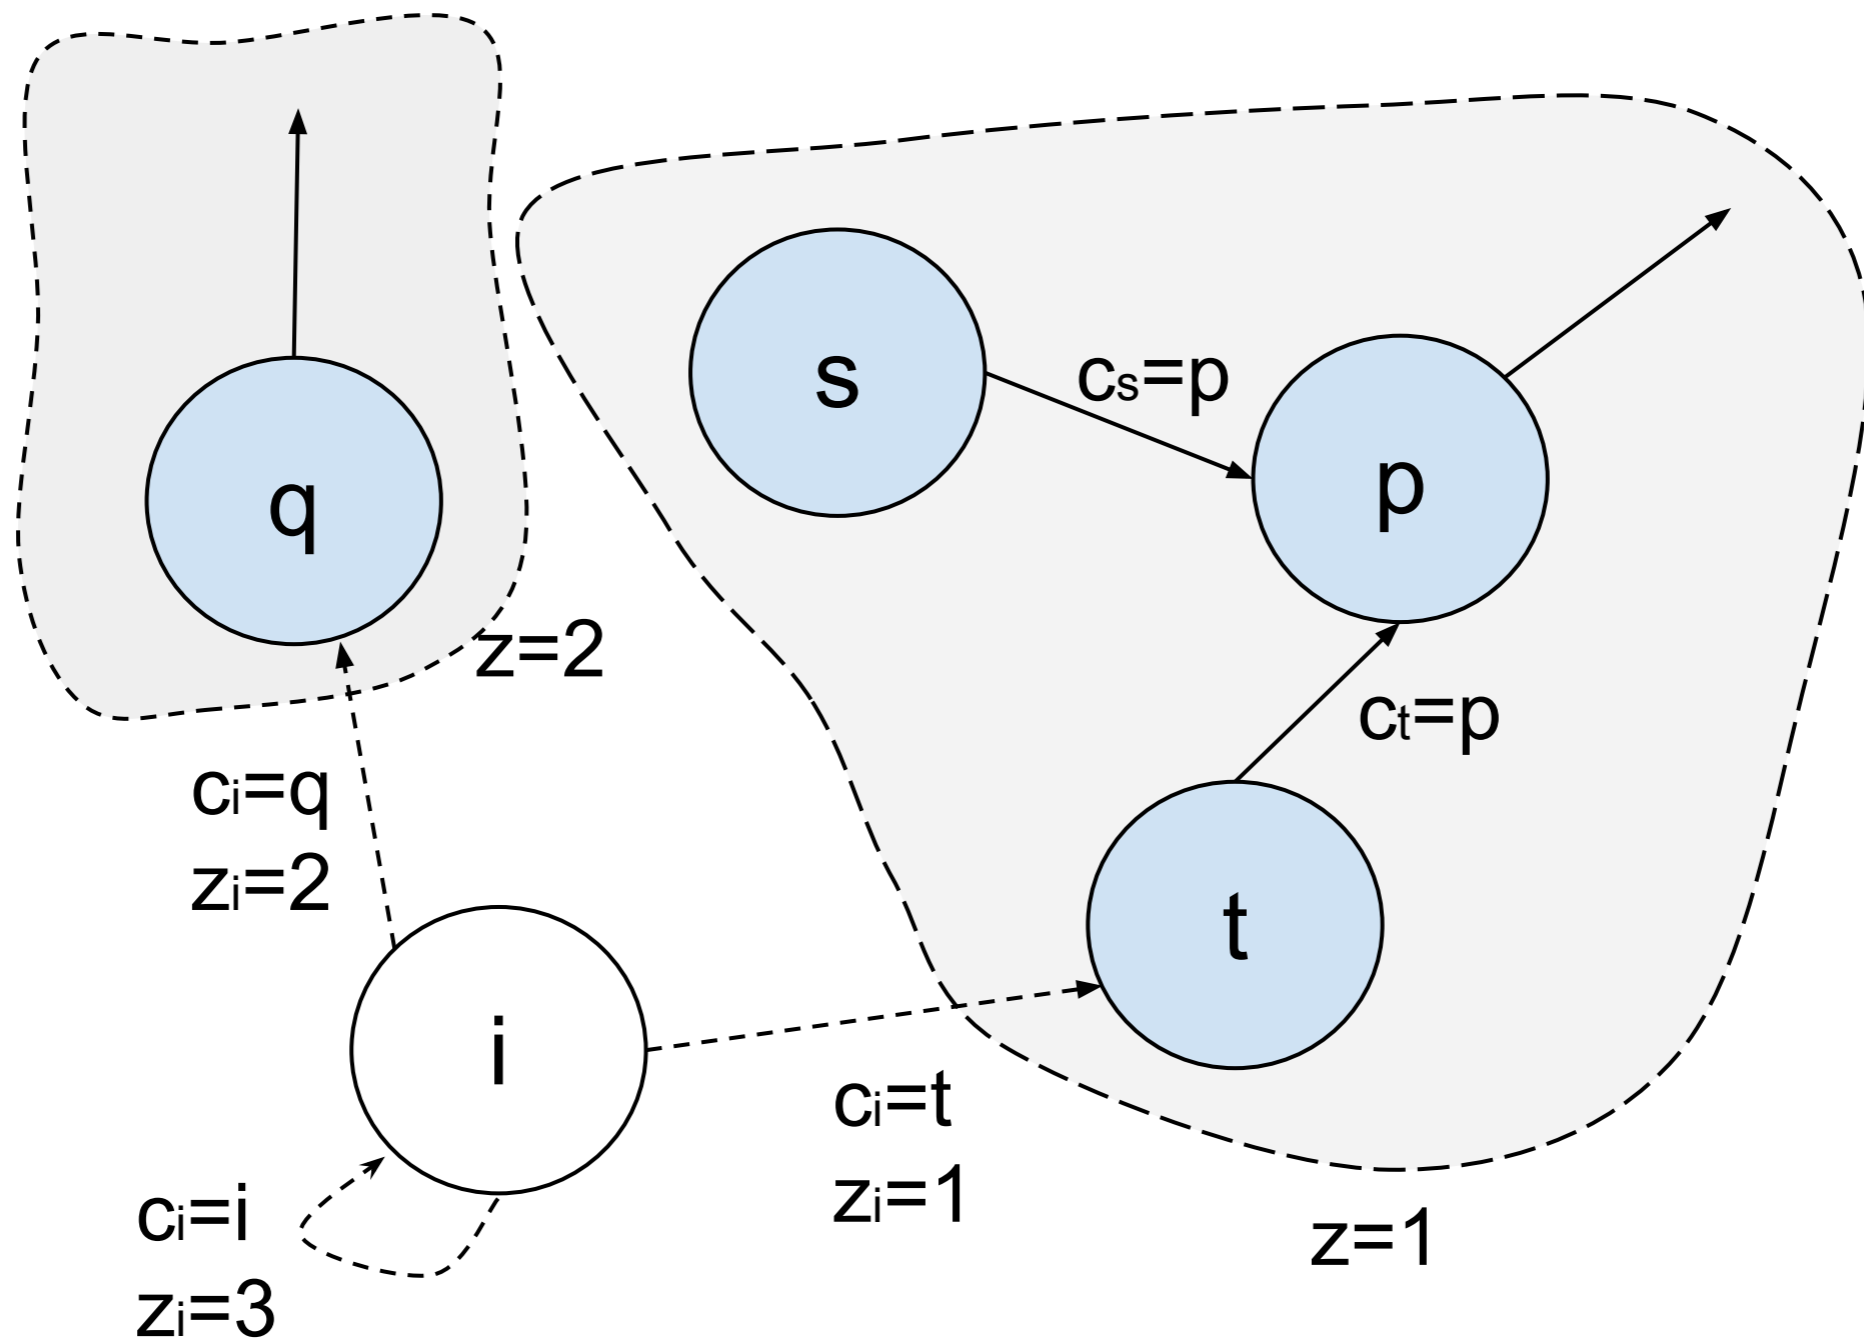 s
cs=p
p
q
z=2
ct=p
ci=q
zi=2
t
i
ci=t
zi=1
ci=i
zi=3
z=1